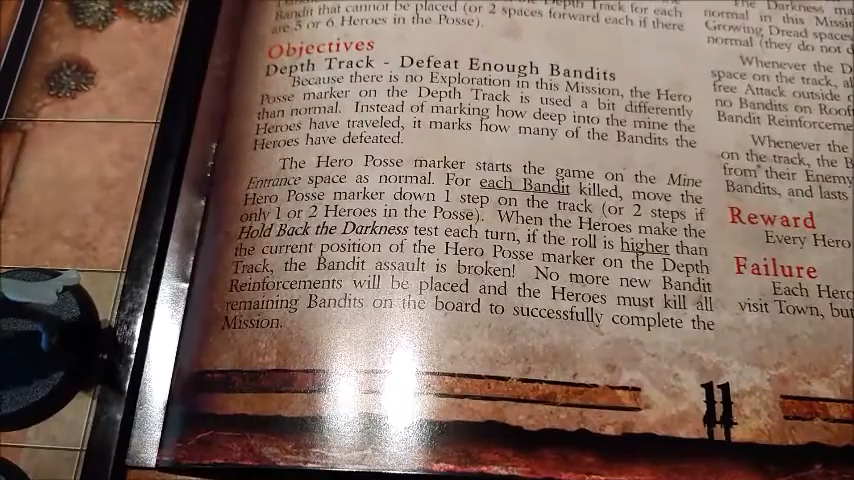 Bandit that cannot be placed (or 2 spaces forward each if there
are 5 or 6 Heroes in the Posse).
Objectives
Depth Track - Defeat Enough Bandits
Because there is no Exploration in this Mission, the Hero
Posse marker on the Depth Track is used a bit differently
than normal. Instead of marking how deep into the mine the
Heroes have traveled, it marks how many of the Bandits the
Heroes have defeated.
The Hero Posse marker starts the game on the Mine
Entrance space as normal. For each Bandit killed, move the
Hero Posse marker down 1 step on the track (or 2 steps if
only 1 or 2 Heroes in the Posse). When the Heroes make the
Hold Back the Darkness test each turn, if the roll is higher than
the current position of the Hero Posse marker on the Depth
Track, the Bandit assault is broken! No more new Bandit
Reinforcements will be placed and the Heroes must kill all
remaining Bandits on the board to successfully complete the
Mission.
The Darkness
normal in this Missi
Growing Dread spaces
normal (they do not
Whenever the D
space on the track, al
free Attack outside
no Bandits on Roof
Bandit Reinforceme
Whenever the
on the track, the B
from their Enemy
Bandits, and lasts
Reward
Every Hero
Failure
Each Hero
visit Town, but
11